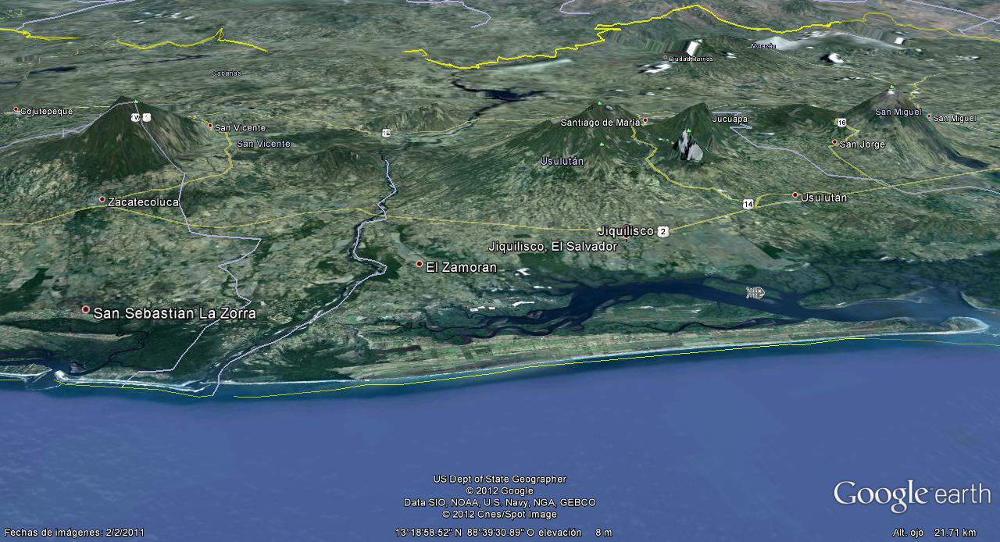 Morazán
Ciudad Barrios
Cabañas
Cojutepeque
San Vicente
San Vicente
1E
Santiago de María
Jucuapa
16
San Miguel
San Miguel
San Jorge
Usulután
Zacatecoluca
14
Usulután
Jiquilisco
2
Jiquilisco, El Salvador
El Zamoran
San Sebastian La Zorra
US Dept of State Geographer
© 2012 Google
Data SIO, NOAA, U.S. Navy, NGA, GEBCO
© 2012 Cnes/Spot Image
Google earth
Fechas de imágenes: 2/2/2011
13°18'58.52" N 88°39'30.89" O elevación 8 m
Alt. ojo 21.71 km